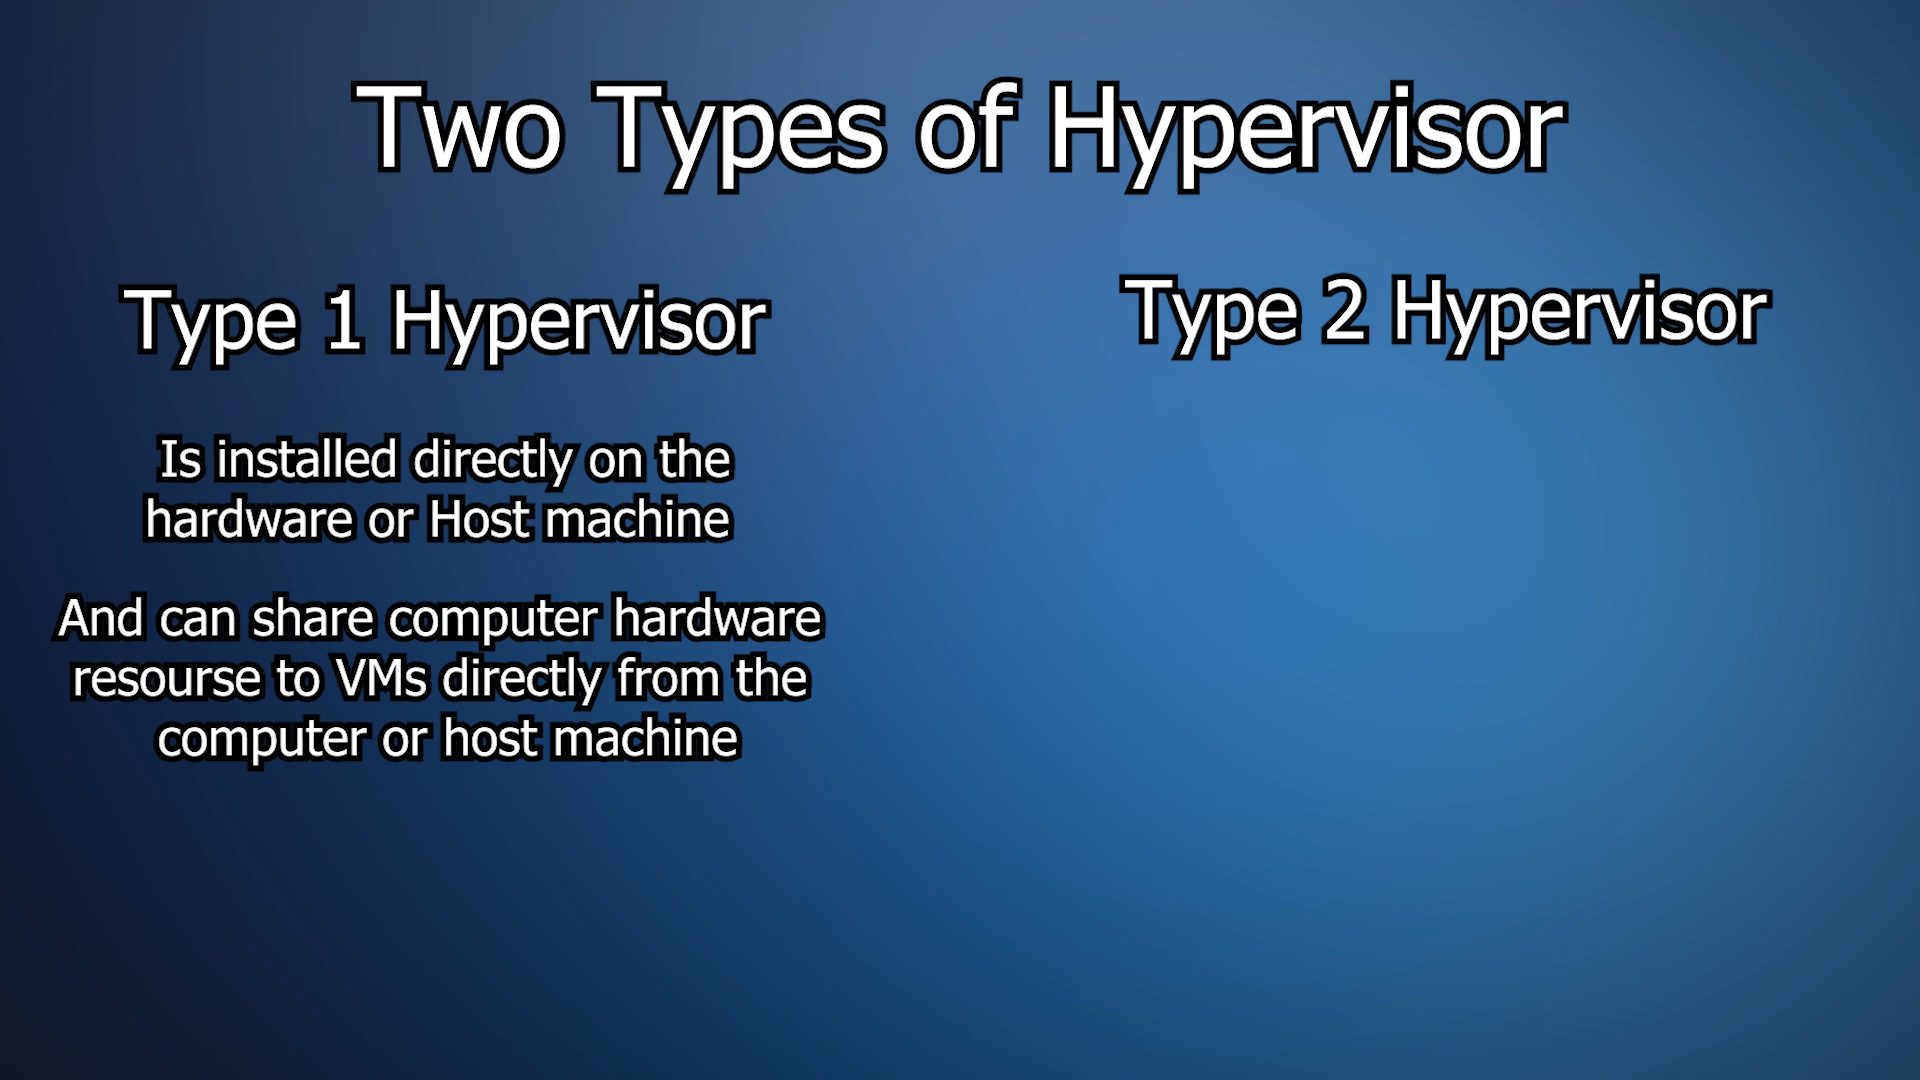 Two Types of Hypervisor
Type 1 Hypervisor
Is installed directly on the
hardware or Host machine
And can share computer hardware
resourse to VMs directly from the
computer or host machine
Type 2 Hypervisor